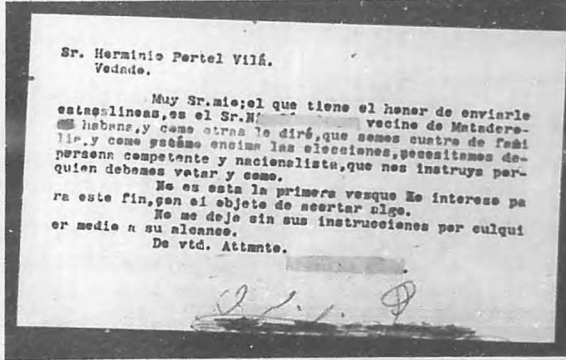 Sr. Herminio Portel Vilá.
Vedado.
Muy Sr.mio;el que tiene el honor de enviarle
estaslineas,es el Sr.N vecino de Matadero-
habana,y como otras le diré,que somos cuatro de fami
lia,y como estámo encima las elecciones,necesitamos de-
persona competente y nacionalista,que nos instruya por-
quien debemos votar y como.
No es esta la primera vesque me intereso pa
ra este fin,con el objeto de acertar algo.
No me deje sin sus instrucciones por culqui
er medio a su alcance.
De vtd. Attmnte.